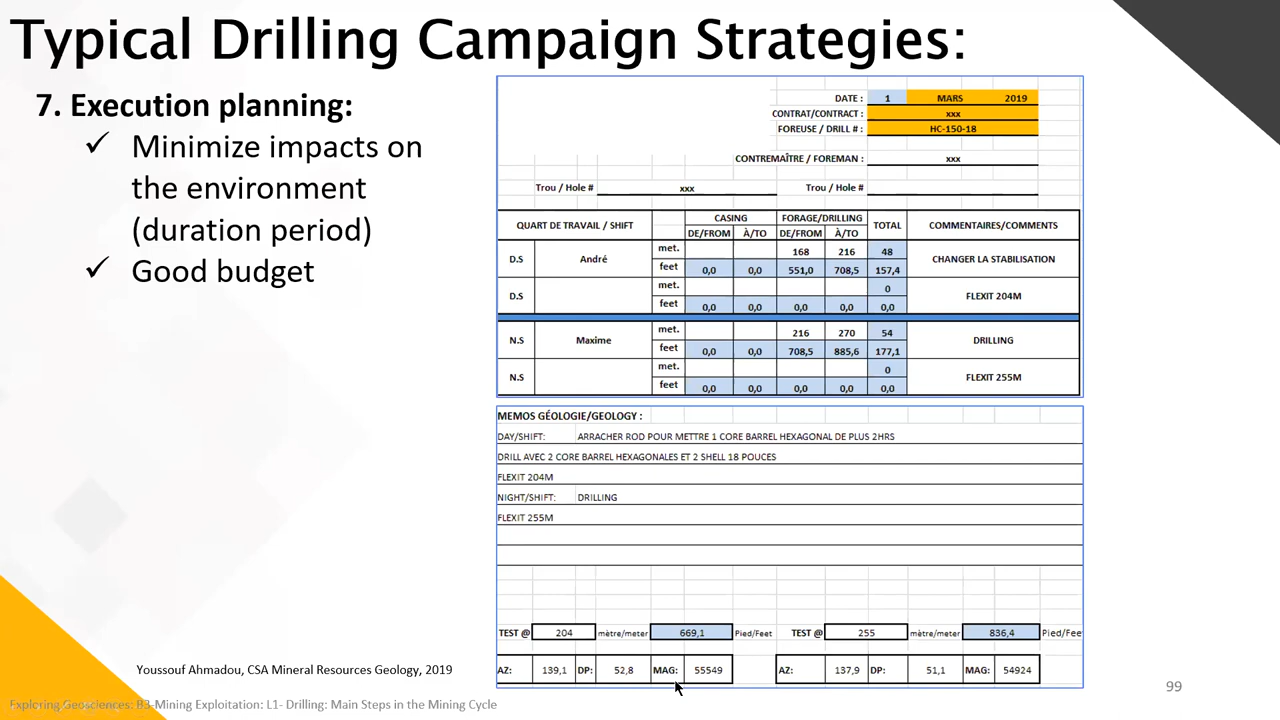 Typical Drilling Campaign Strategies:
7. Execution planning:
✓ Minimize impacts on
the environment
(duration period)
✓ Good budget
DATE : 1 MARS 2019
CONTRAT/CONTRACT : xxx
FOREUSE / DRILL # : HC-150-18
CONTREMAÎTRE / FOREMAN : xxx
Trou / Hole # xxx Trou / Hole #
QUART DE TRAVAIL / SHIFT CASING FORAGE/DRILLING TOTAL COMMENTAIRES/COMMENTS
DE/FROM À/TO DE/FROM À/TO
D.S André met. 168 216 48 CHANGER LA STABILISATION
feet 0,0 0,0 551,0 708,5 157,4
D.S met. 0 FLEXIT 204M
feet 0,0 0,0 0,0 0,0 0,0
N.S Maxime met. 216 270 54 DRILLING
feet 0,0 0,0 708,5 885,6 177,1
N.S met. 0 FLEXIT 255M
feet 0,0 0,0 0,0 0,0 0,0
MEMOS GÉOLOGIE/GEOLOGY :
DAY/SHIFT: ARRACHER ROD POUR METTRE 1 CORE BARREL HEXAGONAL DE PLUS 2HRS
DRILL AVEC 2 CORE BARREL HEXAGONALES ET 2 SHELL 18 POUCES
FLEXIT 204M
NIGHT/SHIFT: DRILLING
FLEXIT 255M
TEST @ 204 mètre/meter 669,1 Pied/Feet TEST @ 255 mètre/meter 836,4 Pied/Fee
AZ: 139,1 DP: 52,8 MAG: 55549 AZ: 137,9 DP: 51,1 MAG: 54924
Youssouf Ahmadou, CSA Mineral Resources Geology, 2019
99
Exploring Geosciences: B3-Mining Exploitation: L1- Drilling: Main Steps in the Mining Cycle